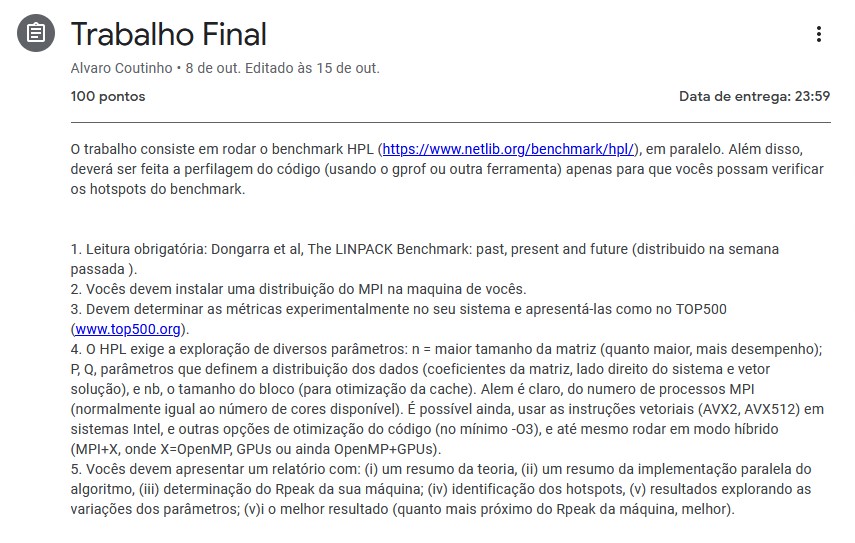 Trabalho Final
Alvaro Coutinho • 8 de out. Editado às 15 de out.
100 pontos
Data de entrega: 23:59
O trabalho consiste em rodar o benchmark HPL (https://www.netlib.org/benchmark/hpl/), em paralelo. Além disso,
deverá ser feita a perfilagem do código (usando o gprof ou outra ferramenta) apenas para que vocês possam verificar
os hotspots do benchmark.
1. Leitura obrigatória: Dongarra et al, The LINPACK Benchmark: past, present and future (distribuido na semana
passada ).
2. Vocês devem instalar uma distribuição do MPI na maquina de vocês.
3. Devem determinar as métricas experimentalmente no seu sistema e apresentá-las como no TOP500
(www.top500.org).
4. O HPL exige a exploração de diversos parâmetros: n = maior tamanho da matriz (quanto maior, mais desempenho);
P, Q, parâmetros que definem a distribuição dos dados (coeficientes da matriz, lado direito do sistema e vetor
solução), e nb, o tamanho do bloco (para otimização da cache). Alem é claro, do numero de processos MPI
(normalmente igual ao número de cores disponível). É possível ainda, usar as instruções vetoriais (AVX2, AVX512) em
sistemas Intel, e outras opções de otimização do código (no mínimo -O3), e até mesmo rodar em modo híbrido
(MPI+X, onde X=OpenMP, GPUs ou ainda OpenMP+GPUs).
5. Vocês devem apresentar um relatório com: (i) um resumo da teoria, (ii) um resumo da implementação paralela do
algoritmo, (iii) determinação do Rpeak da sua máquina; (iv) identificação dos hotspots, (v) resultados explorando as
variações dos parâmetros; (v)i o melhor resultado (quanto mais próximo do Rpeak da máquina, melhor).